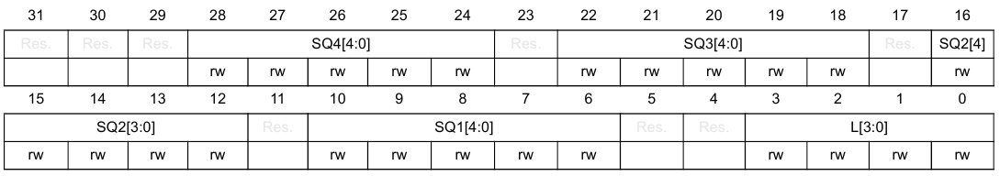 31 30 29 28 27 26 25 24 23 22 21 20 19 18 17 16
Res. Res. Res. SQ4[4:0] Res. SQ3[4:0] Res. SQ2[4]
rw rw rw rw rw rw rw rw rw rw rw
15 14 13 12 11 10 9 8 7 6 5 4 3 2 1 0
SQ2[3:0] Res. SQ1[4:0] Res. Res. L[3:0]
rw rw rw rw rw rw rw rw rw rw rw rw rw